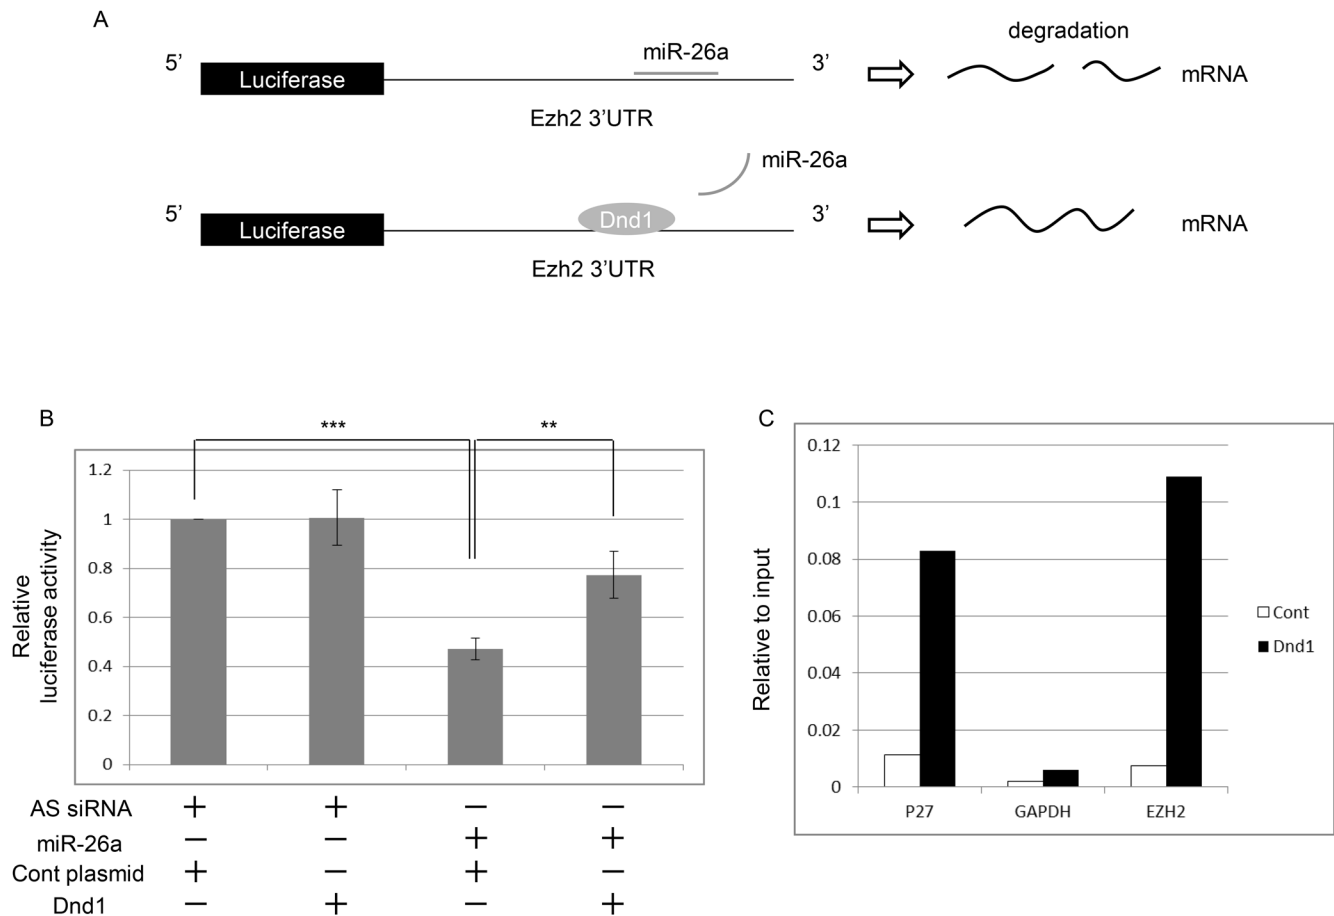 A
degradation
miR-26a
5’
3’
Luciferase
mRNA
Ezh2 3’UTR
miR-26a
5’
Dnd1
3’
Luciferase
mRNA
Ezh2 3’UTR
B
***
**
Relative
luciferase activity
1.2
1
0.8
0.6
0.4
0.2
0
AS siRNA + + − −
miR-26a − − + +
Cont plasmid + − + −
Dnd1 − + − +
C
Relative to input
0.12
0.1
0.08
0.06
0.04
0.02
0
P27 GAPDH EZH2
Cont
Dnd1